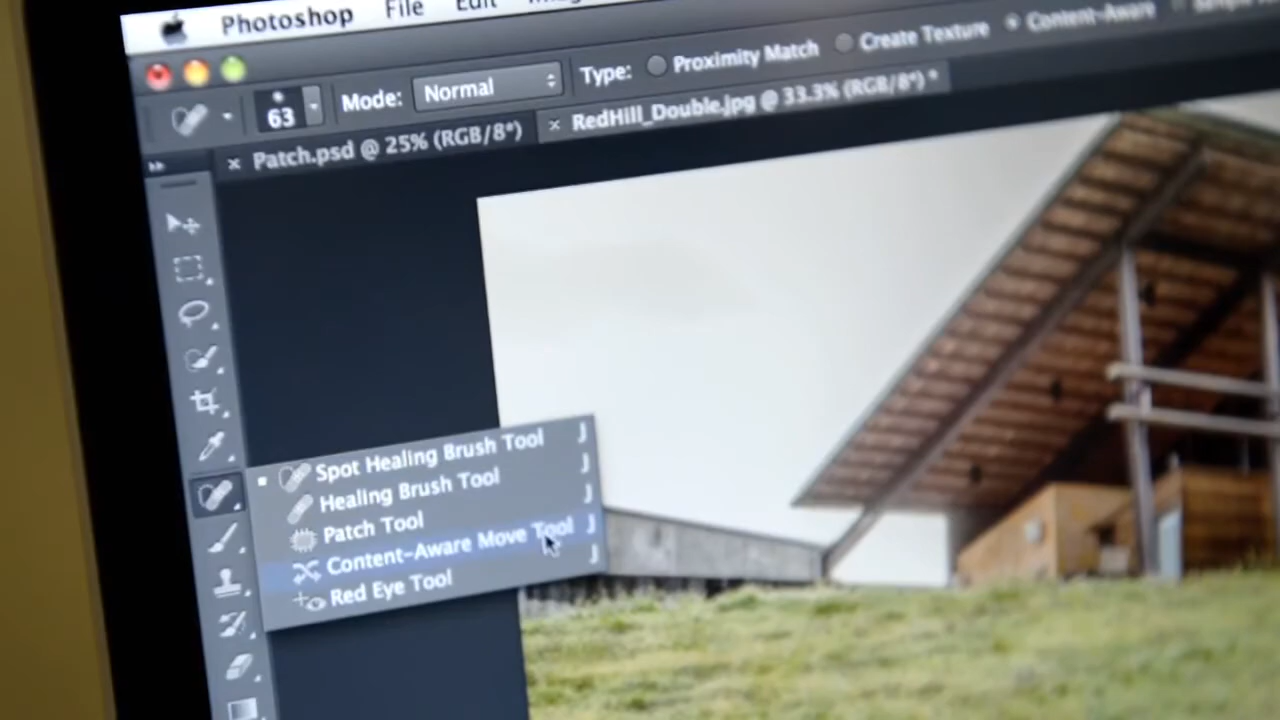 Photoshop File Edit
63 Mode: Normal Type: Proximity Match Create Texture Content-Aware
× Patch.psd @ 25% (RGB/8*) × RedHill_Double.jpg @ 33.3% (RGB/8*) *
Spot Healing Brush Tool J
Healing Brush Tool J
Patch Tool J
Content-Aware Move Tool J
Red Eye Tool J